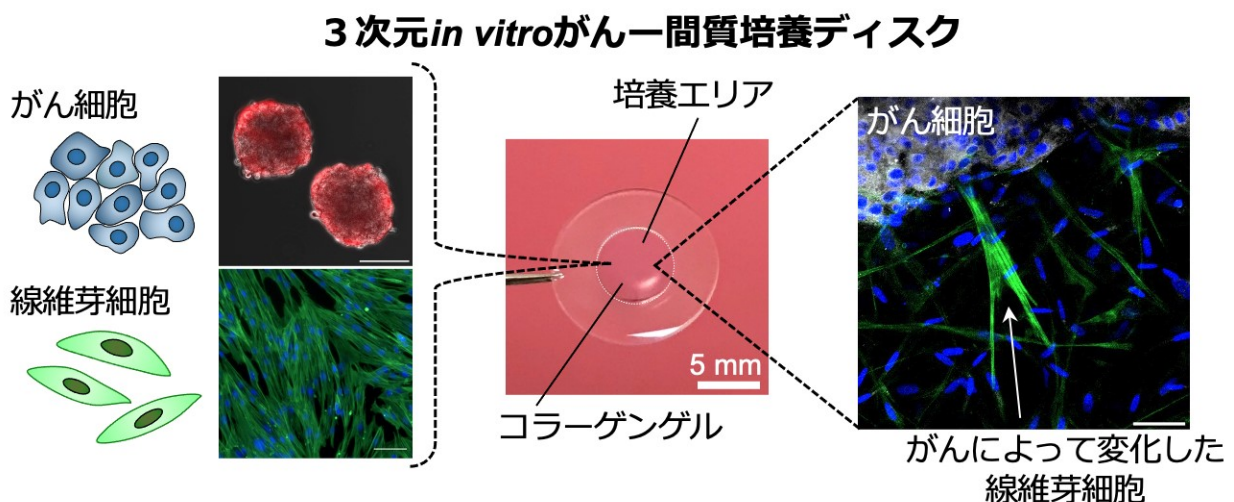 ３次元in vitroがんー間質培養ディスク
がん細胞
線維芽細胞
培養エリア
5 mm
コラーゲンゲル
がん細胞
がんによって変化した
線維芽細胞